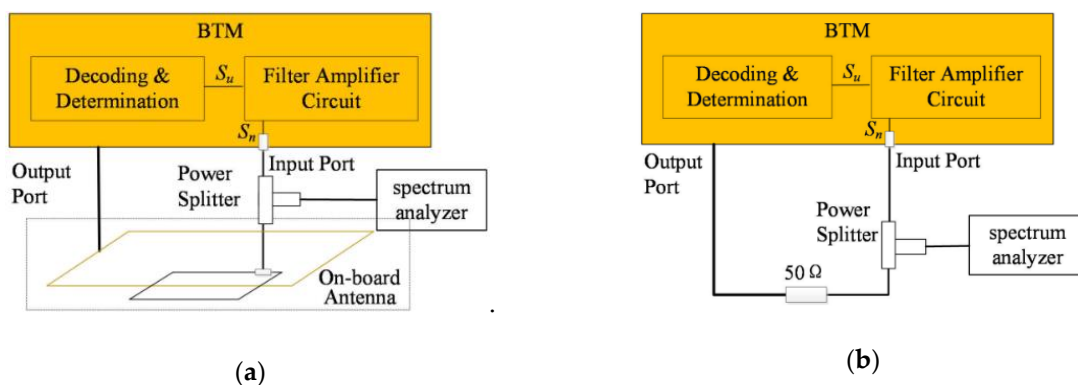 BTM
Decoding &
Determination
Su
Filter Amplifier
Circuit
Sn
Input Port
Output
Port
Power
Splitter
spectrum
analyzer
On-board
Antenna
.
(a)
BTM
Decoding &
Determination
Su
Filter Amplifier
Circuit
Sn
Input Port
Output
Port
Power
Splitter
spectrum
analyzer
50 Ω
(b)